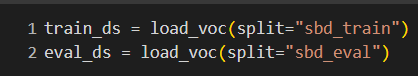 1 train_ds = load_voc(split="sbd_train")
2 eval_ds = load_voc(split="sbd_eval")